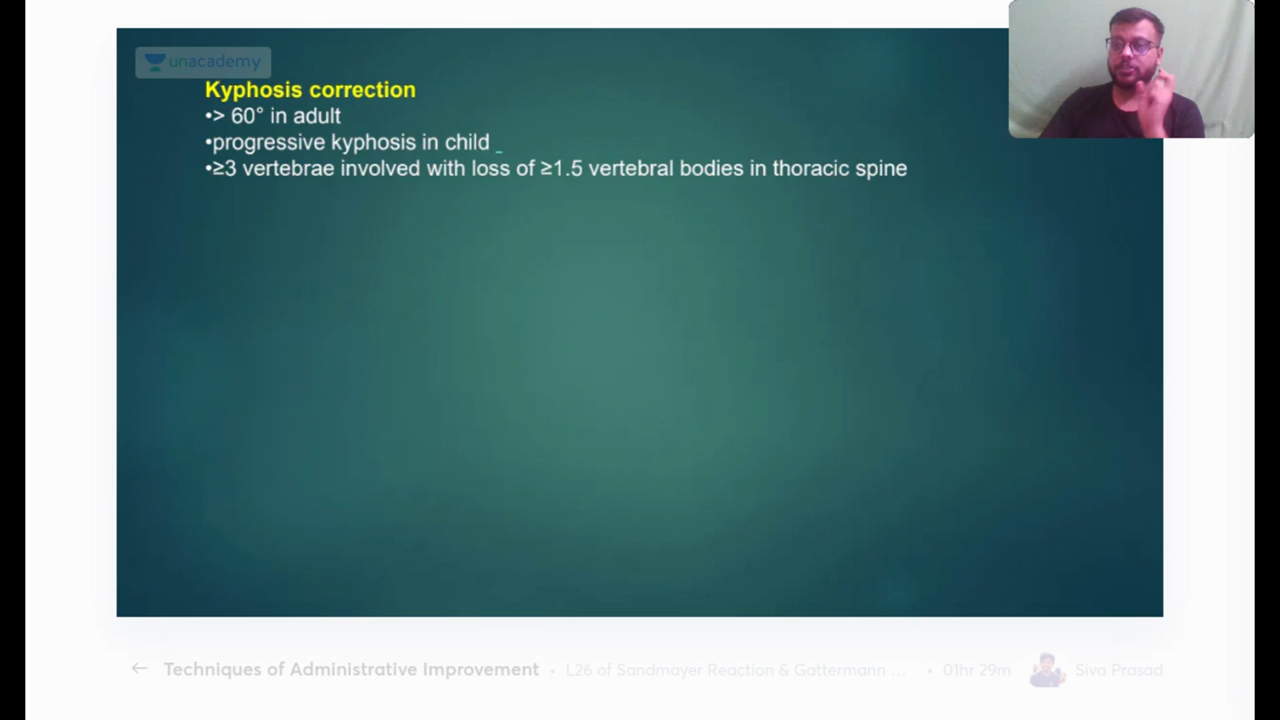 unacademy
Kyphosis correction
•> 60° in adult
•progressive kyphosis in child
•≥3 vertebrae involved with loss of ≥1.5 vertebral bodies in thoracic spine
← Techniques of Administrative Improvement • L26 of Sandmayer Reaction & Gattermann ... • 01hr 29m Siva Prasad